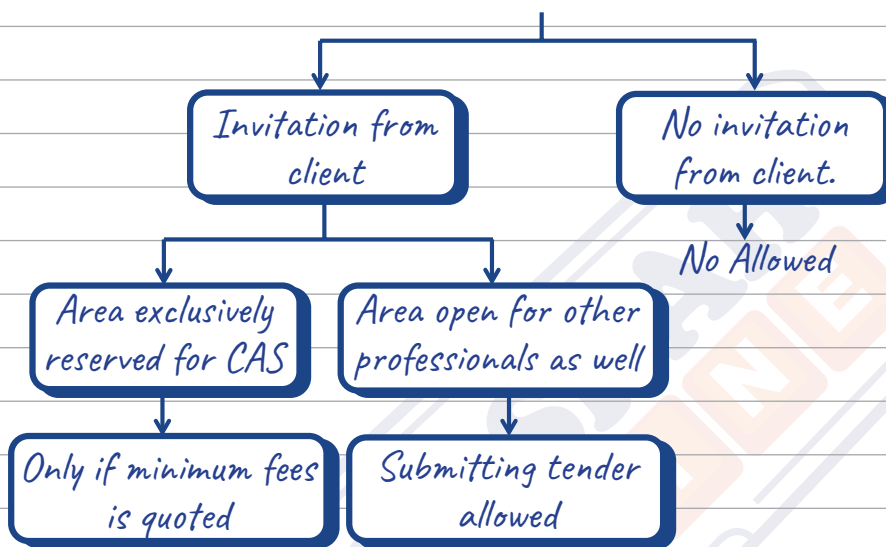 Invitation from
client
No invitation
from client.
No Allowed
Area exclusively
reserved for CAS
Area open for other
professionals as well
Only if minimum fees
is quoted
Submitting tender
allowed